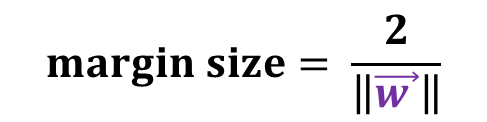 margin size = 2 / ‖w⃗‖